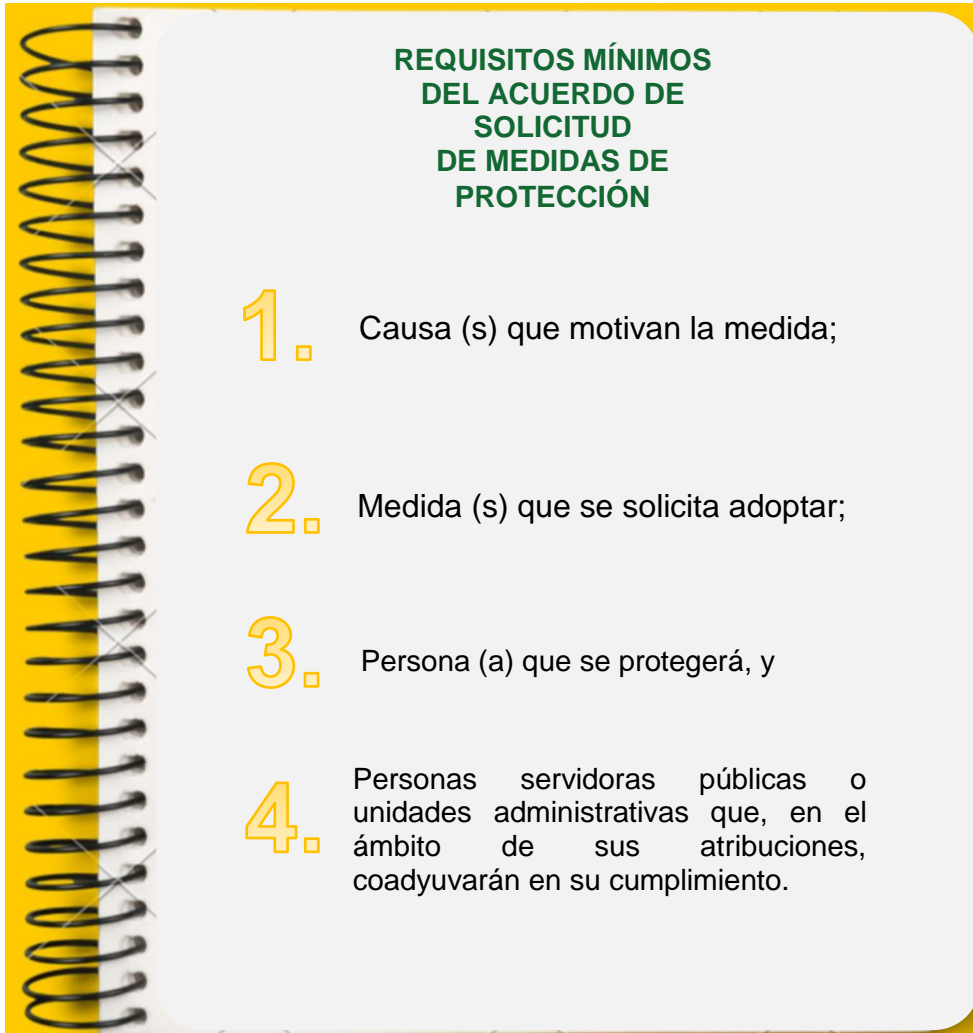 REQUISITOS MÍNIMOS
DEL ACUERDO DE
SOLICITUD
DE MEDIDAS DE
PROTECCIÓN
1. Causa (s) que motivan la medida;
2. Medida (s) que se solicita adoptar;
3. Persona (a) que se protegerá, y
4. Personas servidoras públicas o
unidades administrativas que, en el
ámbito de sus atribuciones,
coadyuvarán en su cumplimiento.